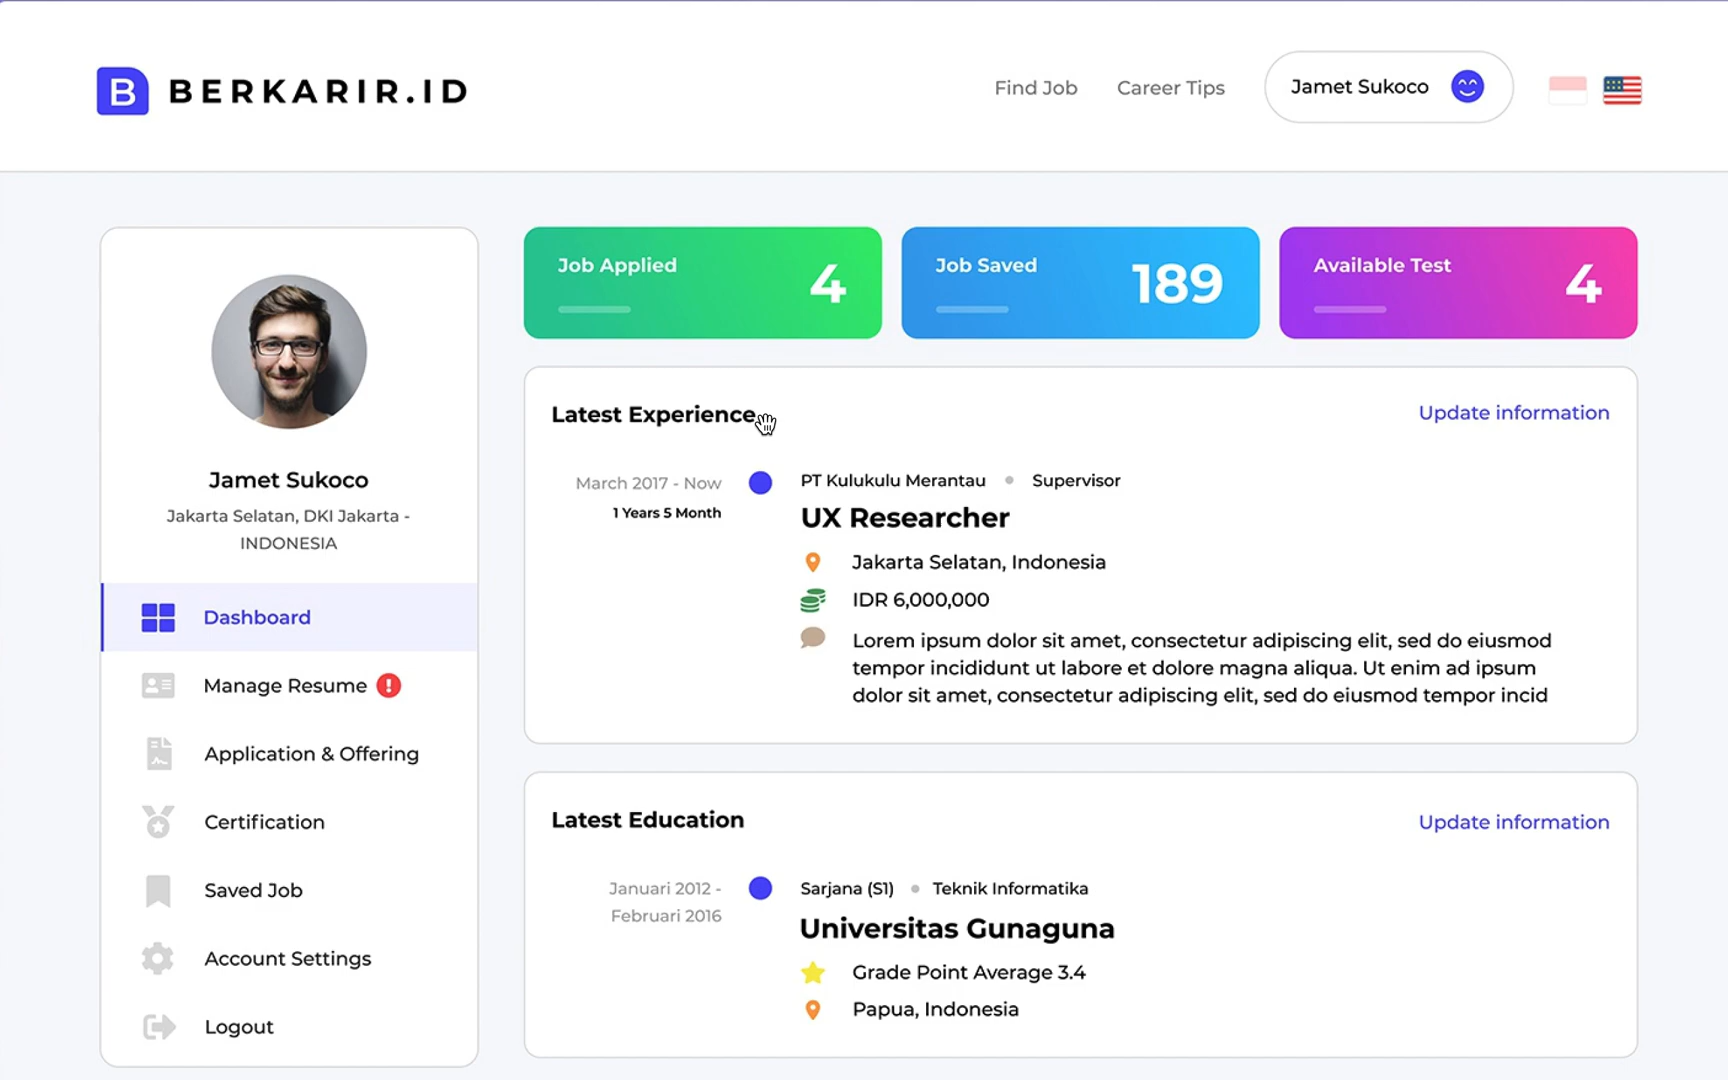 B BERKARIR.ID
Find Job
Career Tips
Jamet Sukoco
Jamet Sukoco
Jakarta Selatan, DKI Jakarta -
INDONESIA
Dashboard
Manage Resume
Application & Offering
Certification
Saved Job
Account Settings
Logout
Job Applied
4
Job Saved
189
Available Test
4
Latest Experience
Update information
March 2017 - Now
1 Years 5 Month
PT Kulukulu Merantau
Supervisor
UX Researcher
Jakarta Selatan, Indonesia
IDR 6,000,000
Lorem ipsum dolor sit amet, consectetur adipiscing elit, sed do eiusmod
tempor incididunt ut labore et dolore magna aliqua. Ut enim ad ipsum
dolor sit amet, consectetur adipiscing elit, sed do eiusmod tempor incid
Latest Education
Update information
Januari 2012 -
Februari 2016
Sarjana (S1)
Teknik Informatika
Universitas Gunaguna
Grade Point Average 3.4
Papua, Indonesia